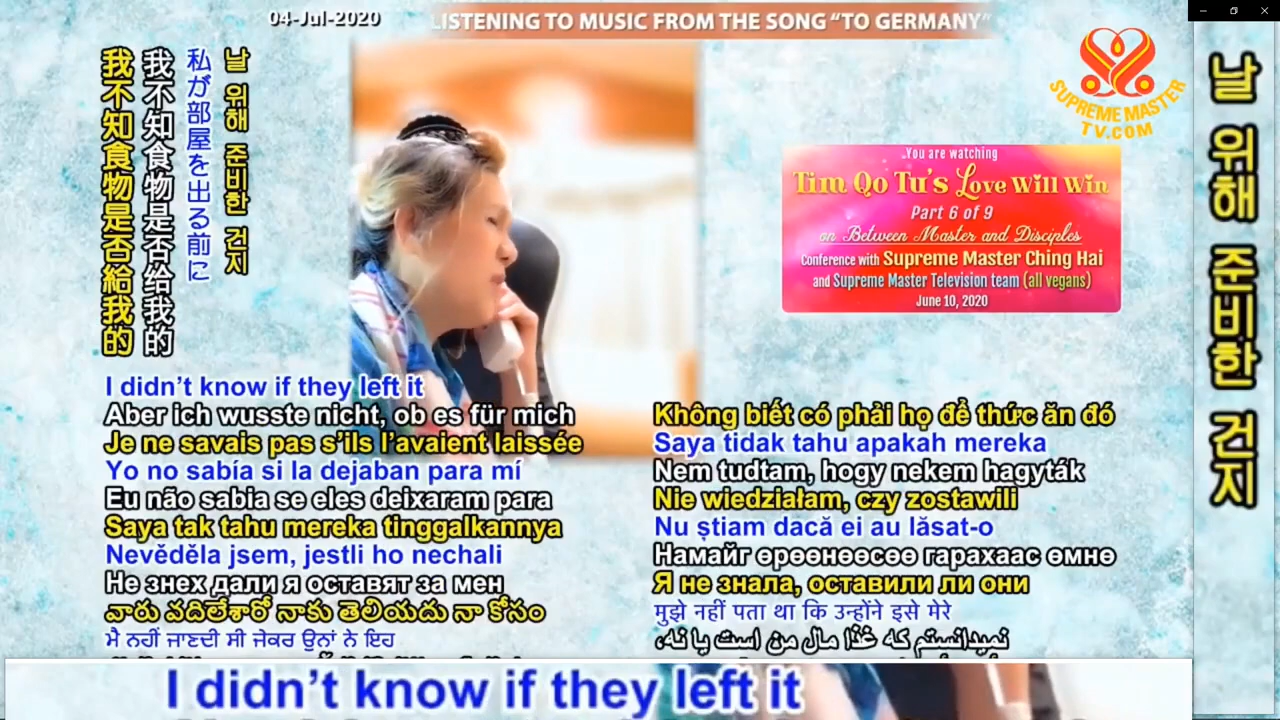 04-Jul-2020
LISTENING TO MUSIC FROM THE SONG “TO GERMANY”
SUPREME MASTER
TV.COM
You are watching
Tim Qo Tu's Love Will Win
Part 6 of 9
on Between Master and Disciples
Conference with Supreme Master Ching Hai
and Supreme Master Television team (all vegans)
June 10, 2020
날 위해 준비한 건지
私が部屋を出る前に
我不知食物是否给我的
我不知食物是否給我的
I didn’t know if they left it
Aber ich wusste nicht, ob es für mich
Je ne savais pas s’ils l’avaient laissée
Yo no sabía si la dejaban para mí
Eu não sabia se eles deixaram para
Saya tak tahu mereka tinggalkannya
Nevěděla jsem, jestli ho nechali
Не знех дали я оставят за мен
వారు వదిలేశారో నాకు తెలియదు నా కోసం
ਮੈ ਨਹੀਂ ਜਾਣਦੀ ਸੀ ਜੇਕਰ ਉਨਾਂ ਨੇ ਇਹ
Không biết có phải họ để thức ăn đó
Saya tidak tahu apakah mereka
Nem tudtam, hogy nekem hagyták
Nie wiedziałam, czy zostawili
Nu știam dacă ei au lăsat-o
Намайг өрөөнөөсөө гарахаас өмнө
Я не знала, оставили ли они
मुझे नहीं पता था कि उन्होंने इसे मेरे
نمیدانستم که غذا مال من است یا نه،
날 위해 준비한 건지
I didn’t know if they left it